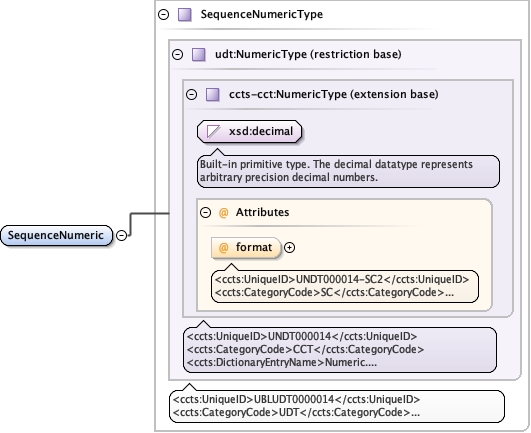 SequenceNumericType
udt:NumericType (restriction base)
ccts-cct:NumericType (extension base)
xsd:decimal
Built-in primitive type. The decimal datatype represents
arbitrary precision decimal numbers.
@ Attributes
SequenceNumeric
@ format
<ccts:UniqueID>UNDT000014-SC2</ccts:UniqueID>
<ccts:CategoryCode>SC</ccts:CategoryCode>...
<ccts:UniqueID>UNDT000014</ccts:UniqueID>
<ccts:CategoryCode>CCT</ccts:CategoryCode>
<ccts:DictionaryEntryName>Numeric....
<ccts:UniqueID>UBLUDT0000014</ccts:UniqueID>
<ccts:CategoryCode>UDT</ccts:CategoryCode>...